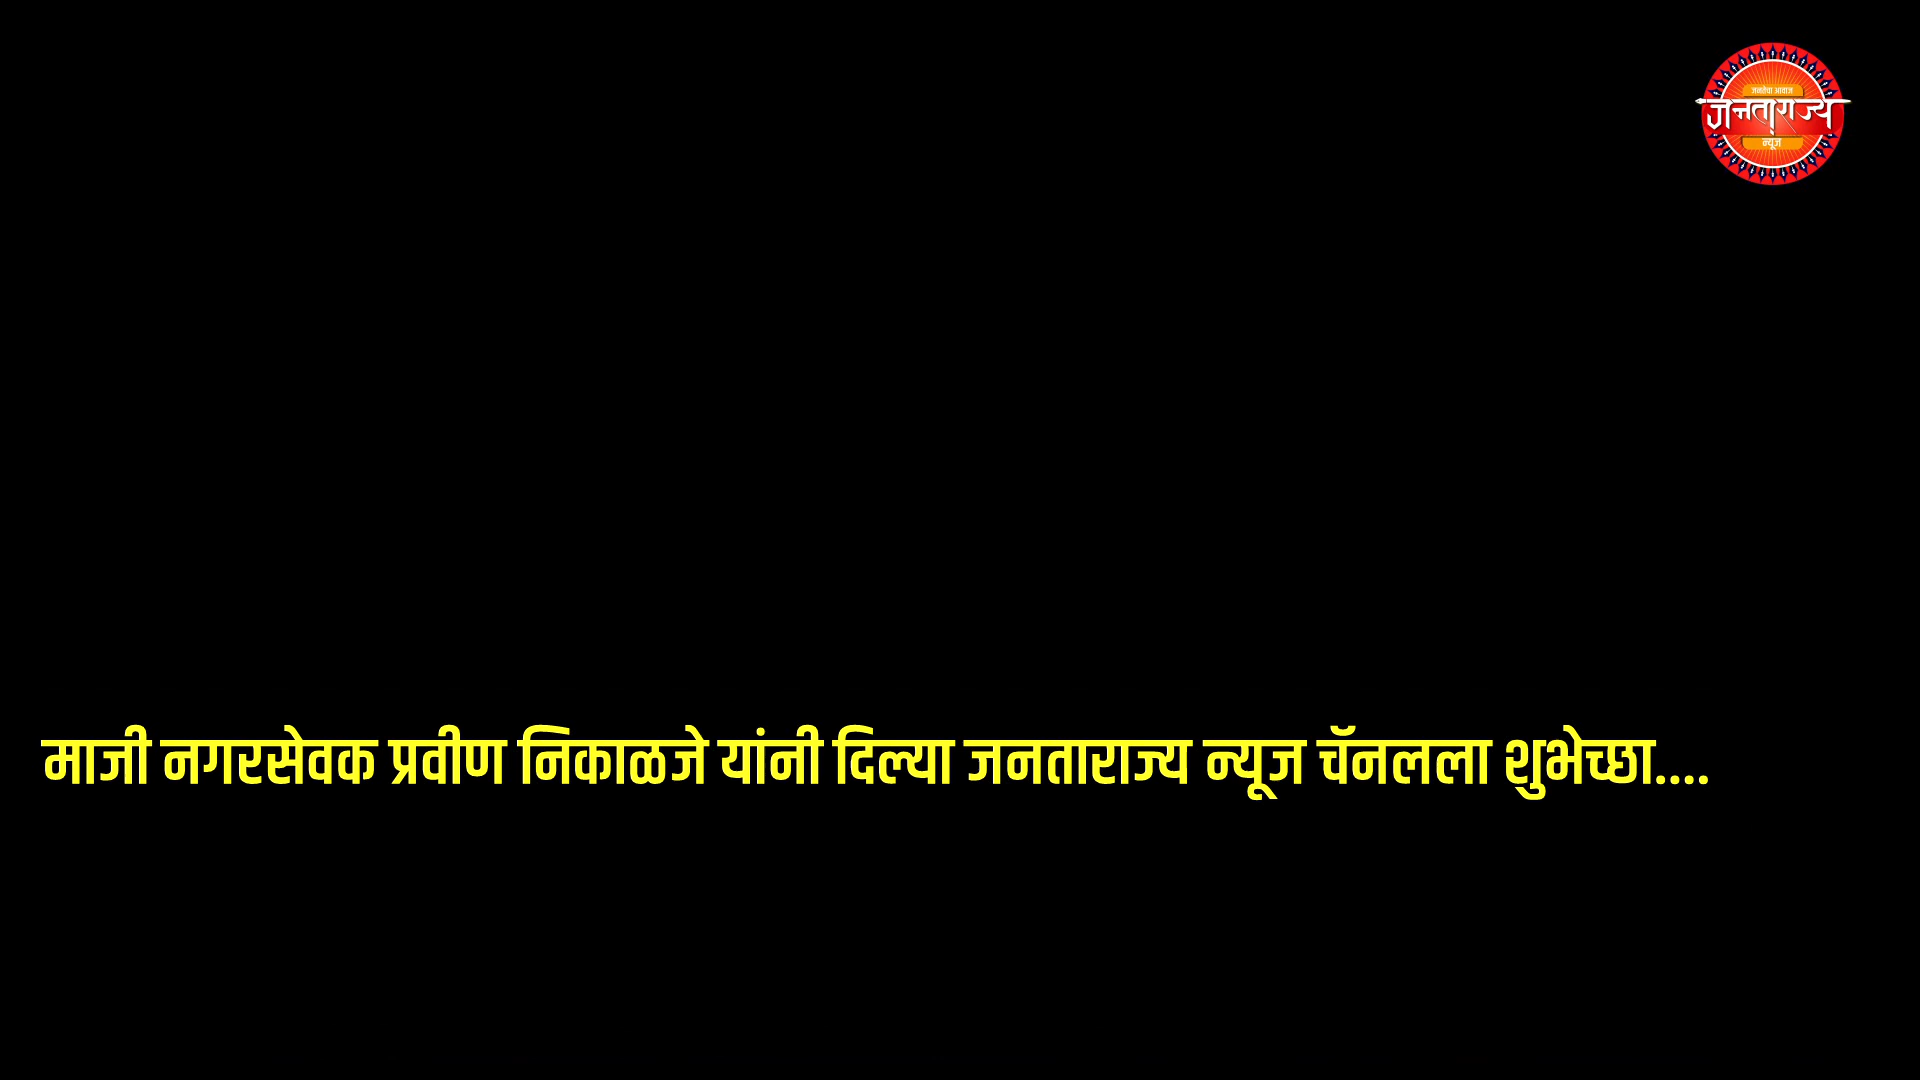 जनतेचा आवाज
जनताराज्य
न्यूज
माजी नगरसेवक प्रवीण निकाळजे यांनी दिल्या जनताराज्य न्यूज चॅनलला शुभेच्छा....